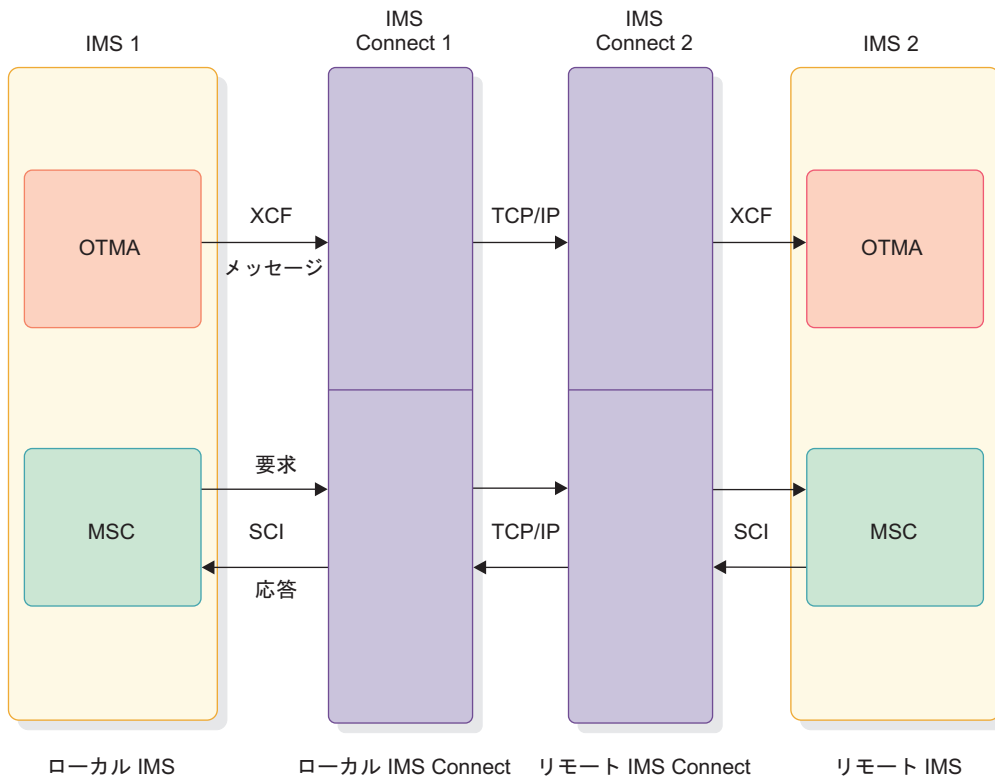 IMS 1
IMS
Connect 1
IMS
Connect 2
IMS 2
OTMA
XCF
メッセージ
TCP/IP
XCF
OTMA
MSC
要求
SCI
応答
TCP/IP
SCI
MSC
ローカル IMS
ローカル IMS Connect
リモート IMS Connect
リモート IMS